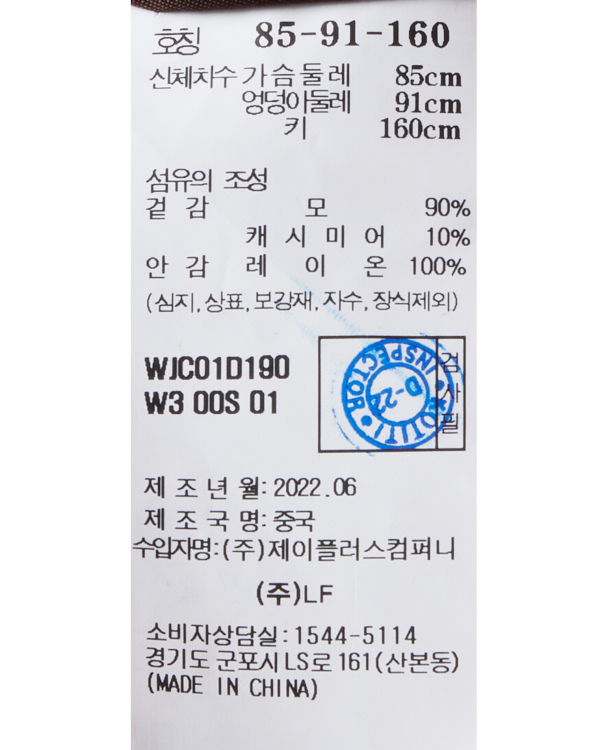 호칭 85-91-160
신체치수 가슴둘레 85cm
엉덩이둘레 91cm
키 160cm
섬유의 조성
겉감 모 90%
캐시미어 10%
안감 레이온 100%
(심지, 상표, 보강재, 자수, 장식제외)
WJC01D190
W3 00S 01
검사필
KOTITI INSPECTOR
D-22
제조년월: 2022.06
제조국명: 중국
수입자명: (주)제이플러스컴퍼니
(주)LF
소비자상담실: 1544-5114
경기도 군포시 LS로 161 (산본동)
(MADE IN CHINA)